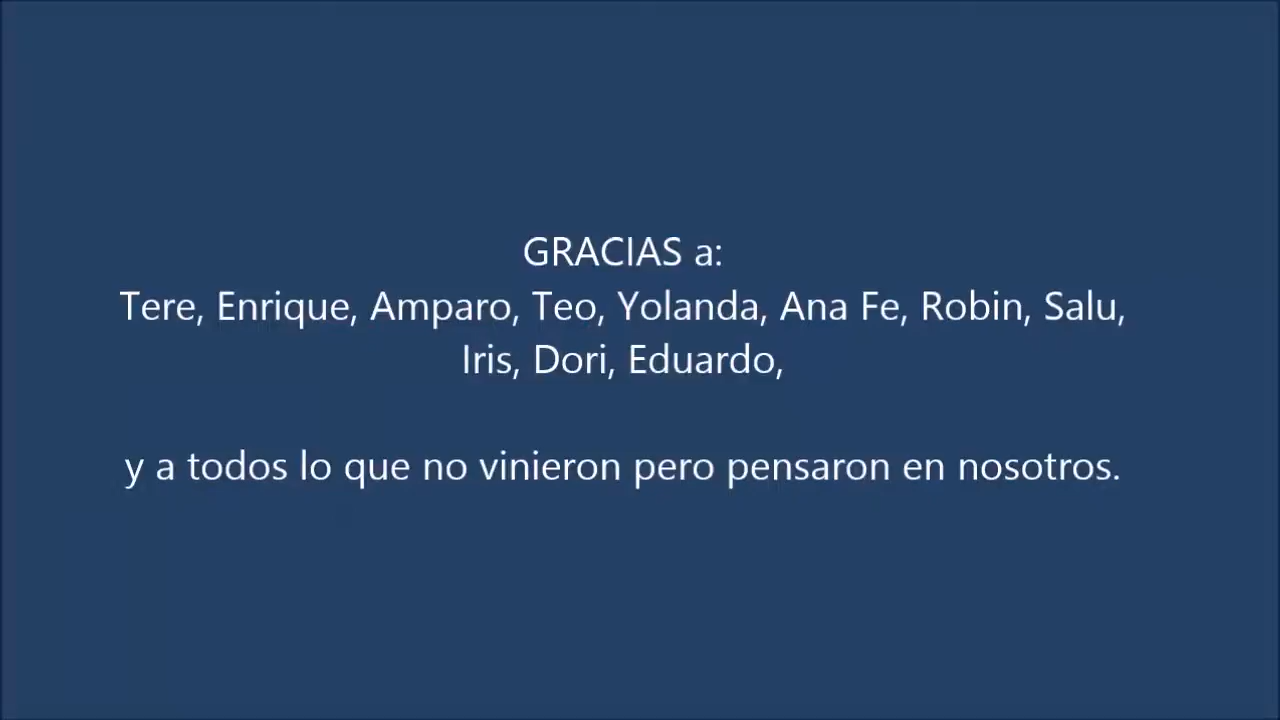 GRACIAS a:
Tere, Enrique, Amparo, Teo, Yolanda, Ana Fe, Robin, Salu,
Iris, Dori, Eduardo,
y a todos lo que no vinieron pero pensaron en nosotros.